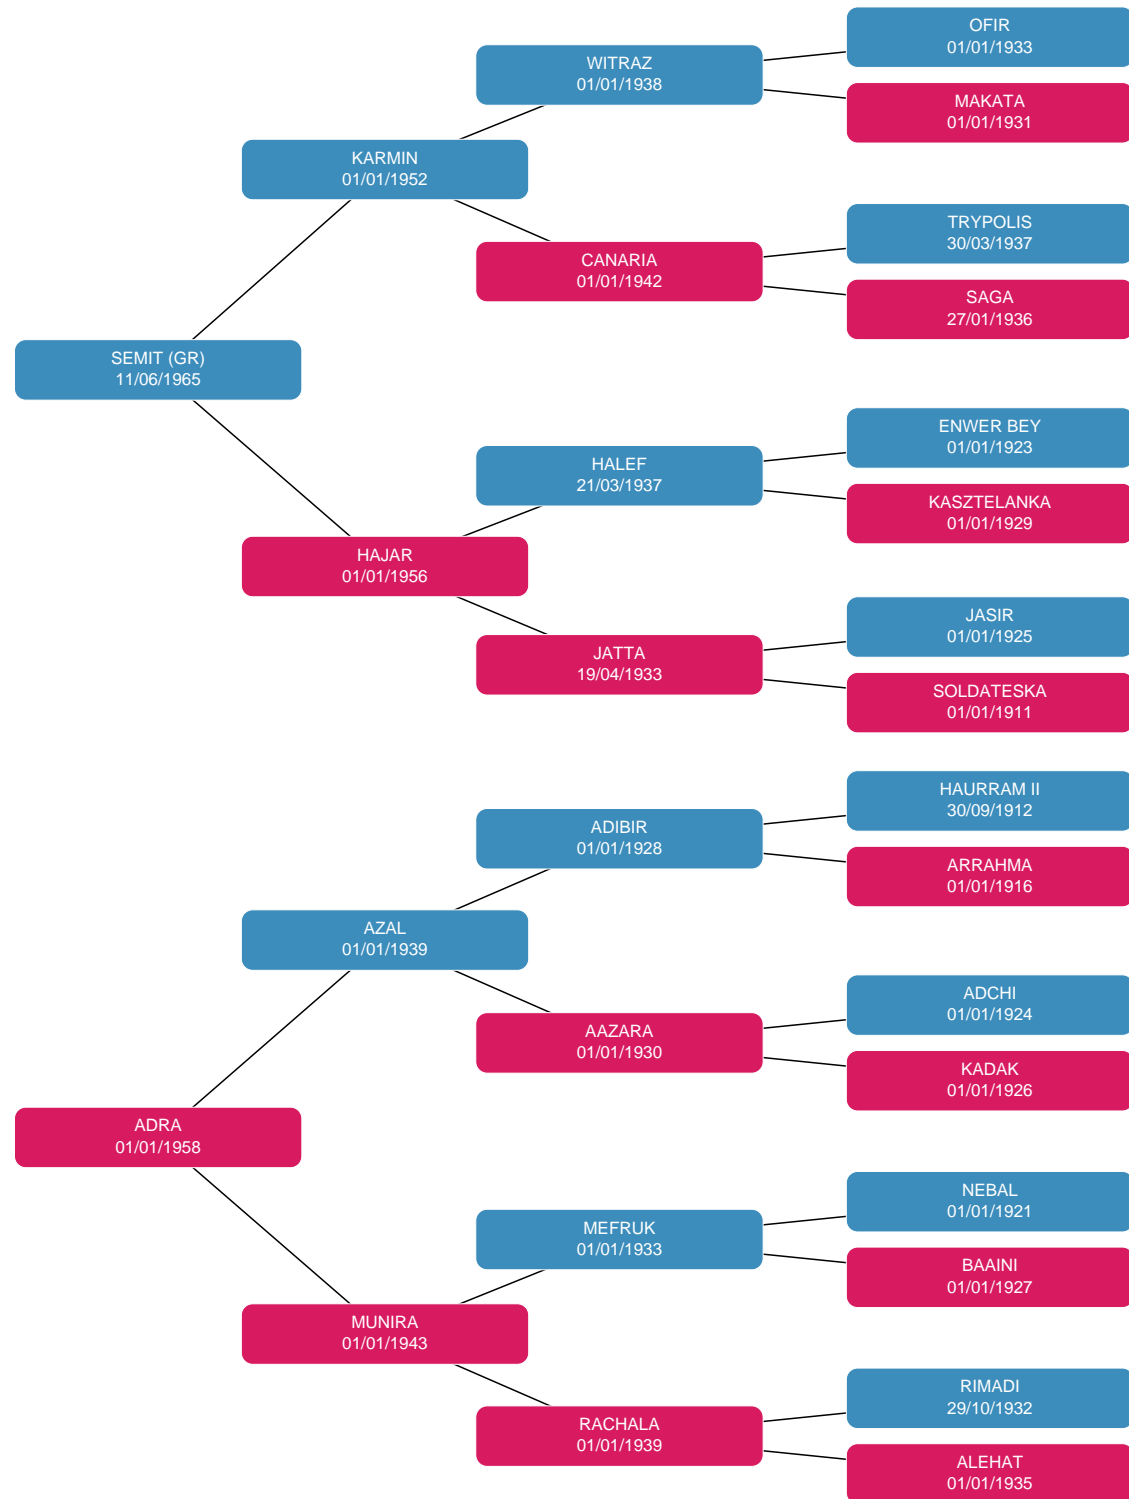 OFIR
01/01/1933
WITRAZ
01/01/1938
MAKATA
01/01/1931
KARMIN
01/01/1952
TRYPOLIS
30/03/1937
CANARIA
01/01/1942
SAGA
27/01/1936
SEMIT (GR)
11/06/1965
ENWER BEY
01/01/1923
HALEF
21/03/1937
KASZTELANKA
01/01/1929
HAJAR
01/01/1956
JASIR
01/01/1925
JATTA
19/04/1933
SOLDATESKA
01/01/1911
HAURRAM II
30/09/1912
ADIBIR
01/01/1928
ARRAHMA
01/01/1916
AZAL
01/01/1939
ADCHI
01/01/1924
AAZARA
01/01/1930
KADAK
01/01/1926
ADRA
01/01/1958
NEBAL
01/01/1921
MEFRUK
01/01/1933
BAAINI
01/01/1927
MUNIRA
01/01/1943
RIMADI
29/10/1932
RACHALA
01/01/1939
ALEHAT
01/01/1935